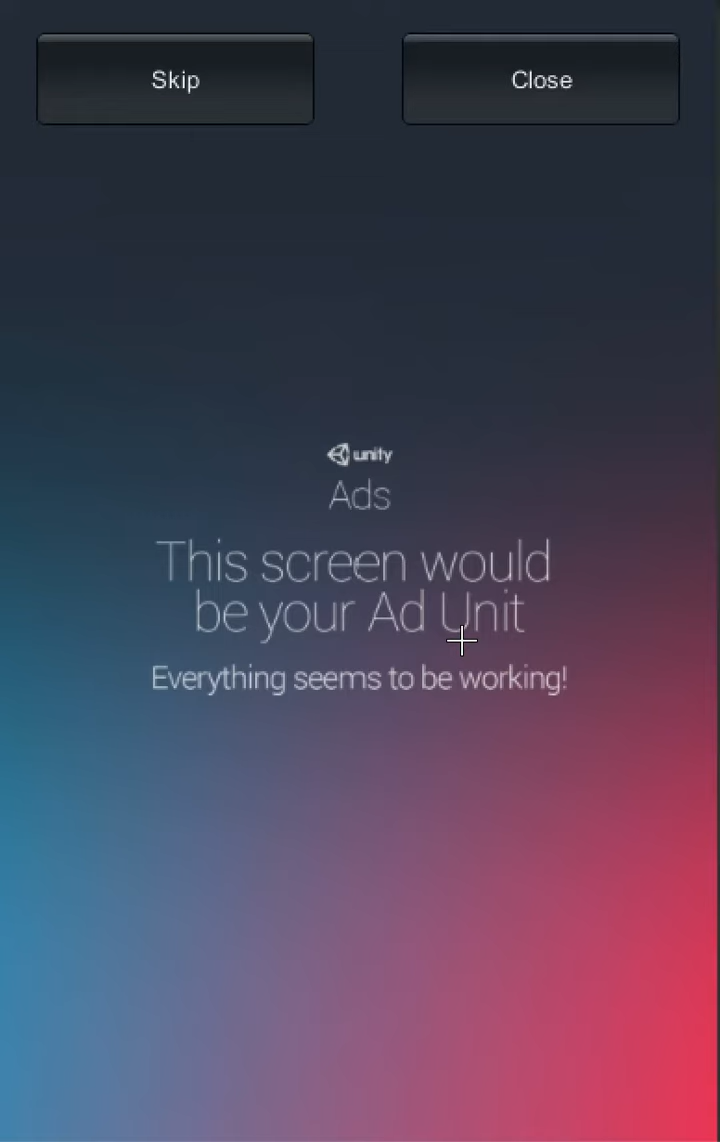 Skip
Close
unity
Ads
This screen would
be your Ad Unit
Everything seems to be working!